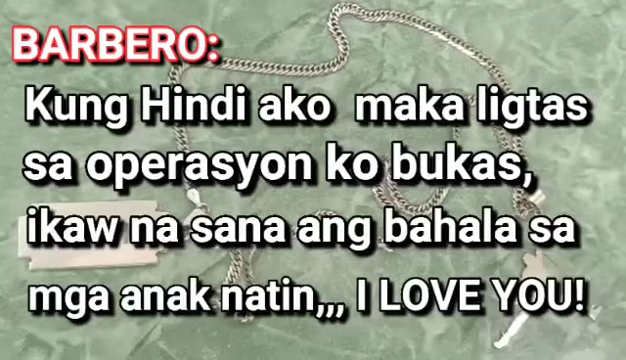 BARBERO:
Kung Hindi ako maka ligtas
sa operasyon ko bukas,
ikaw na sana ang bahala sa
mga anak natin,,, I LOVE YOU!